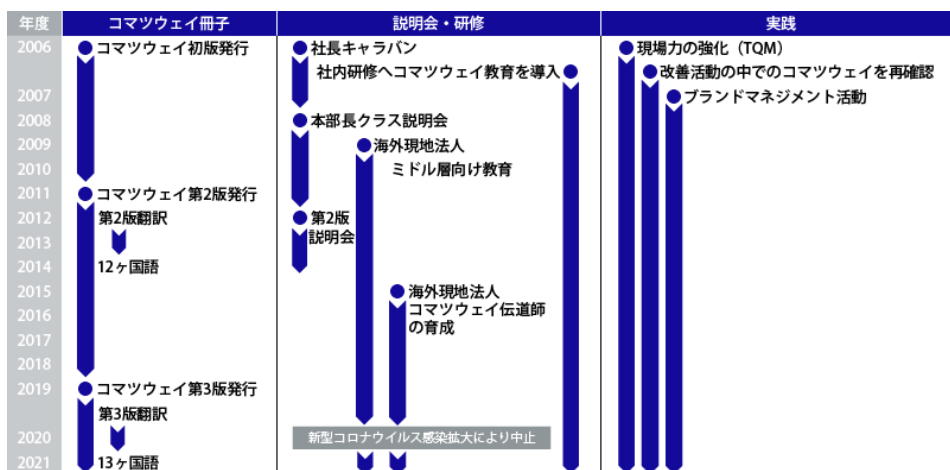 年度 コマツウェイ冊子 説明会・研修 実践
2006 コマツウェイ初版発行 社長キャラバン 現場力の強化（TQM）
社内研修へコマツウェイ教育を導入 改善活動の中でのコマツウェイを再確認
2007 ブランドマネジメント活動
2008 本部長クラス説明会
2009 海外現地法人
2010 ミドル層向け教育
2011 コマツウェイ第2版発行
2012 第2版翻訳 第2版
2013 説明会
2014 12ヶ国語
2015 海外現地法人
2016 コマツウェイ伝道師
2017 の育成
2018
2019 コマツウェイ第3版発行
第3版翻訳
2020 新型コロナウイルス感染拡大により中止
2021 13ヶ国語